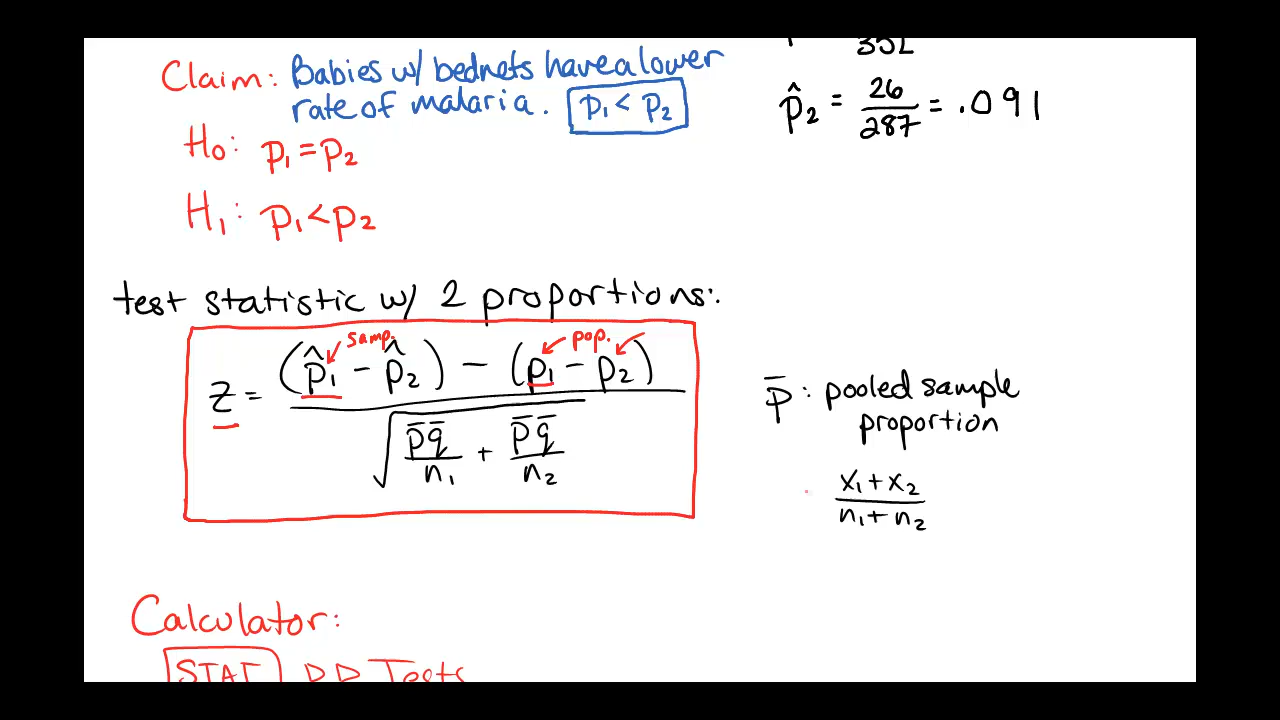 Claim: Babies w/ bednets have a lower
rate of malaria. p₁ < p₂
H₀: p₁ = p₂
H₁: p₁ < p₂
p̂₂ = 26/287 = .091
test statistic w/ 2 proportions:
samp. pop.
z = (p̂₁ - p̂₂) - (p₁ - p₂)
√ p̄q̄/n₁ + p̄q̄/n₂
p̄: pooled sample
proportion
x₁ + x₂
n₁ + n₂
Calculator:
STAT ▷▷ Tests